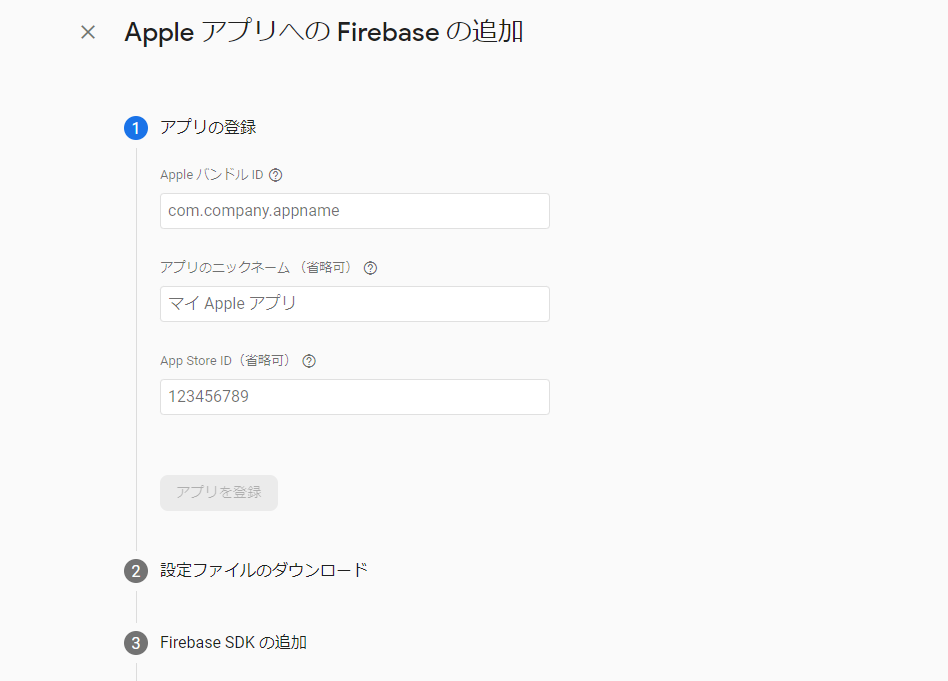 Apple アプリへの Firebase の追加
1 アプリの登録
Apple バンドル ID
com.company.appname
アプリのニックネーム（省略可）
マイ Apple アプリ
App Store ID（省略可）
123456789
アプリを登録
2 設定ファイルのダウンロード
3 Firebase SDK の追加